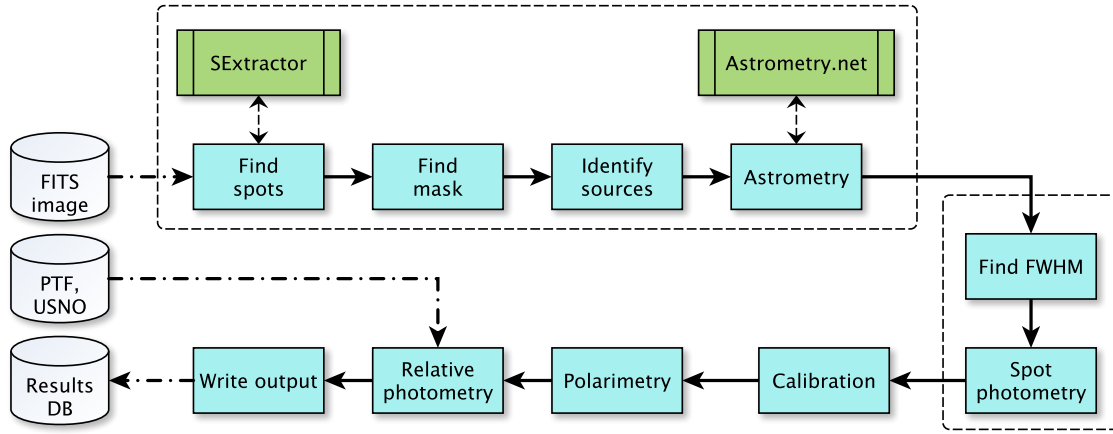 SExtractor
Astrometry.net
FITS
image
Find
spots
Find
mask
Identify
sources
Astrometry
PTF,
USNO
Find FWHM
Results
DB
Write output
Relative
photometry
Polarimetry
Calibration
Spot
photometry